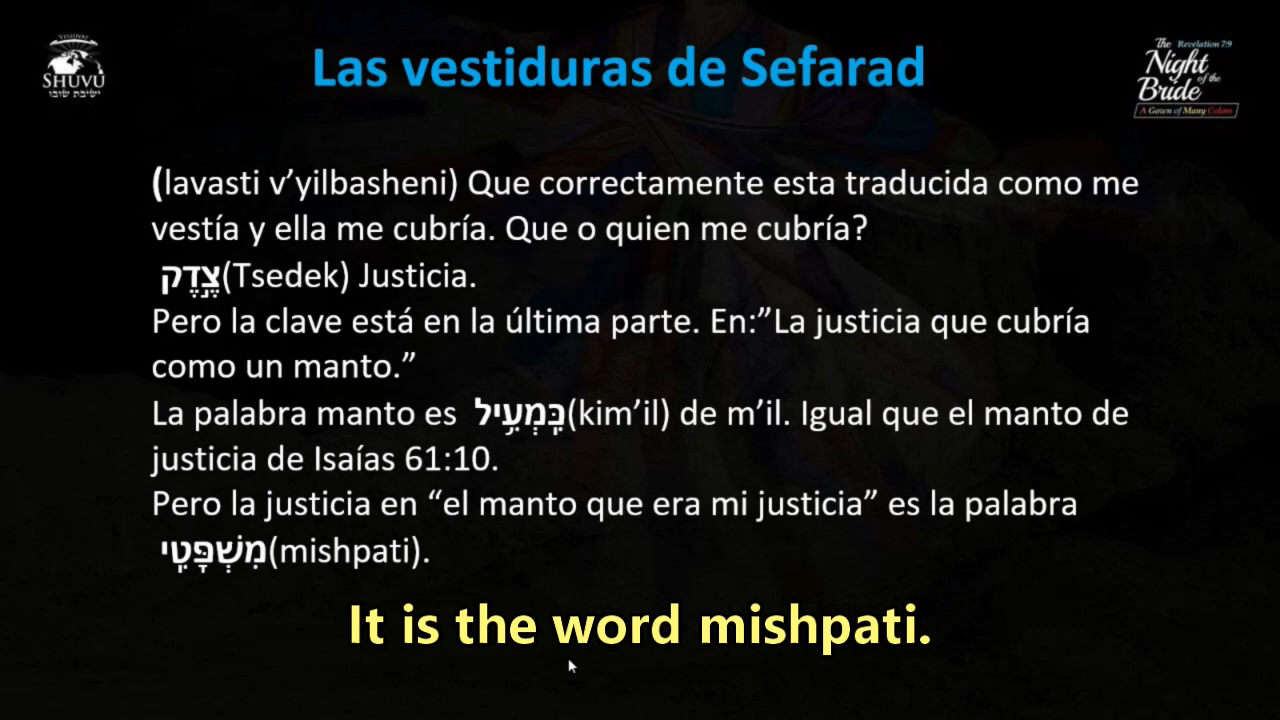 YESHIVAT
SHUVU
ישיבת שובו
Las vestiduras de Sefarad
The Revelation 7:9
Night
of the
Bride
A Gown of Many Colors
(lavasti v’yilbasheni) Que correctamente esta traducida como me
vestía y ella me cubría. Que o quien me cubría?
צֶ֣דֶק(Tsedek) Justicia.
Pero la clave está en la última parte. En:”La justicia que cubría
como un manto.”
La palabra manto es כִּֽמְעִ֥יל(kim’il) de m’il. Igual que el manto de
justicia de Isaías 61:10.
Pero la justicia en “el manto que era mi justicia” es la palabra
מִשְׁפָּטִֽי(mishpati).
It is the word mishpati.